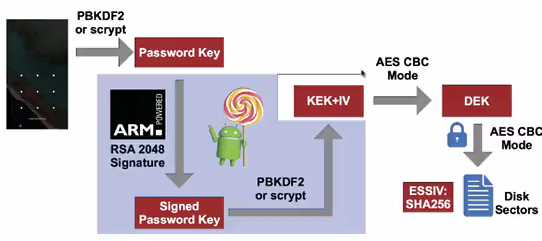 PBKDF2
or scrypt
Password Key
ARM POWERED
RSA 2048
Signature
Signed
Password Key
PBKDF2
or scrypt
KEK+IV
AES CBC
Mode
DEK
AES CBC
Mode
ESSIV:
SHA256
Disk
Sectors